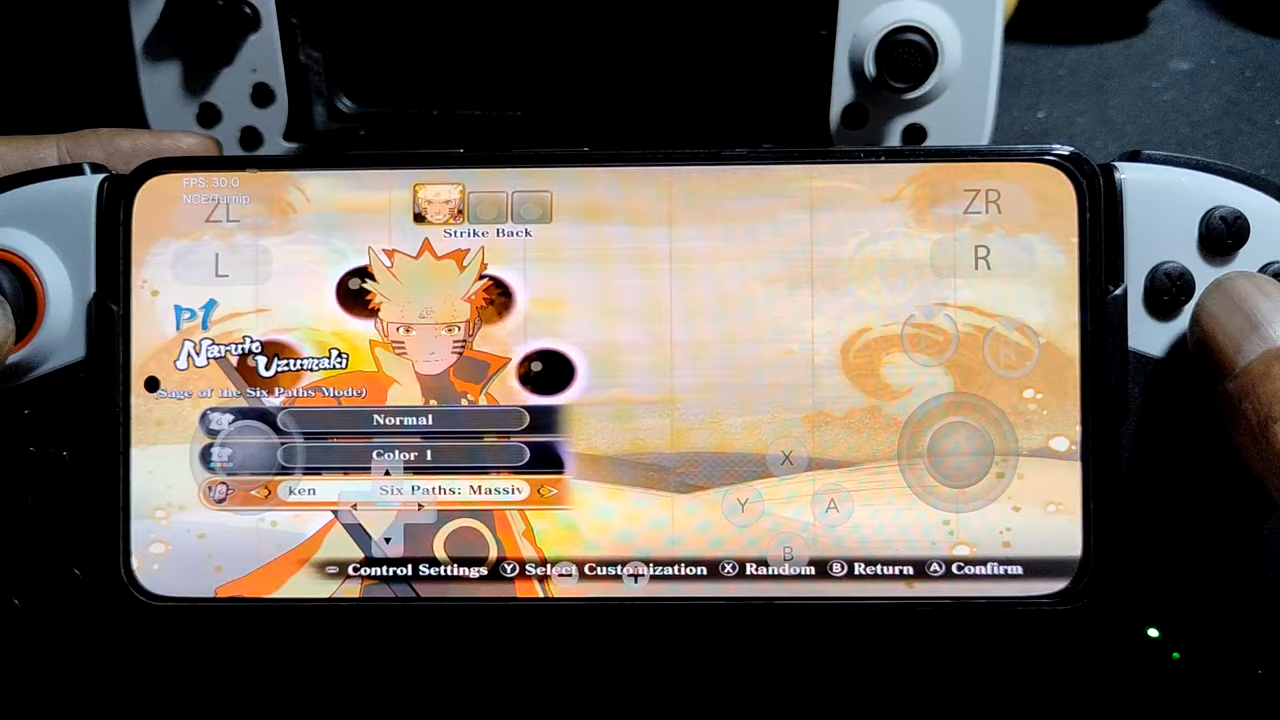 FPS: 30.0
NCE/Turnip
ZL
ZR
Strike Back
L
R
P1
Naruto Uzumaki
(Sage of the Six Paths Mode)
Normal
Color 1
ken Six Paths: Massiv
X
Y
A
B
Control Settings Y Select Customization X Random B Return A Confirm